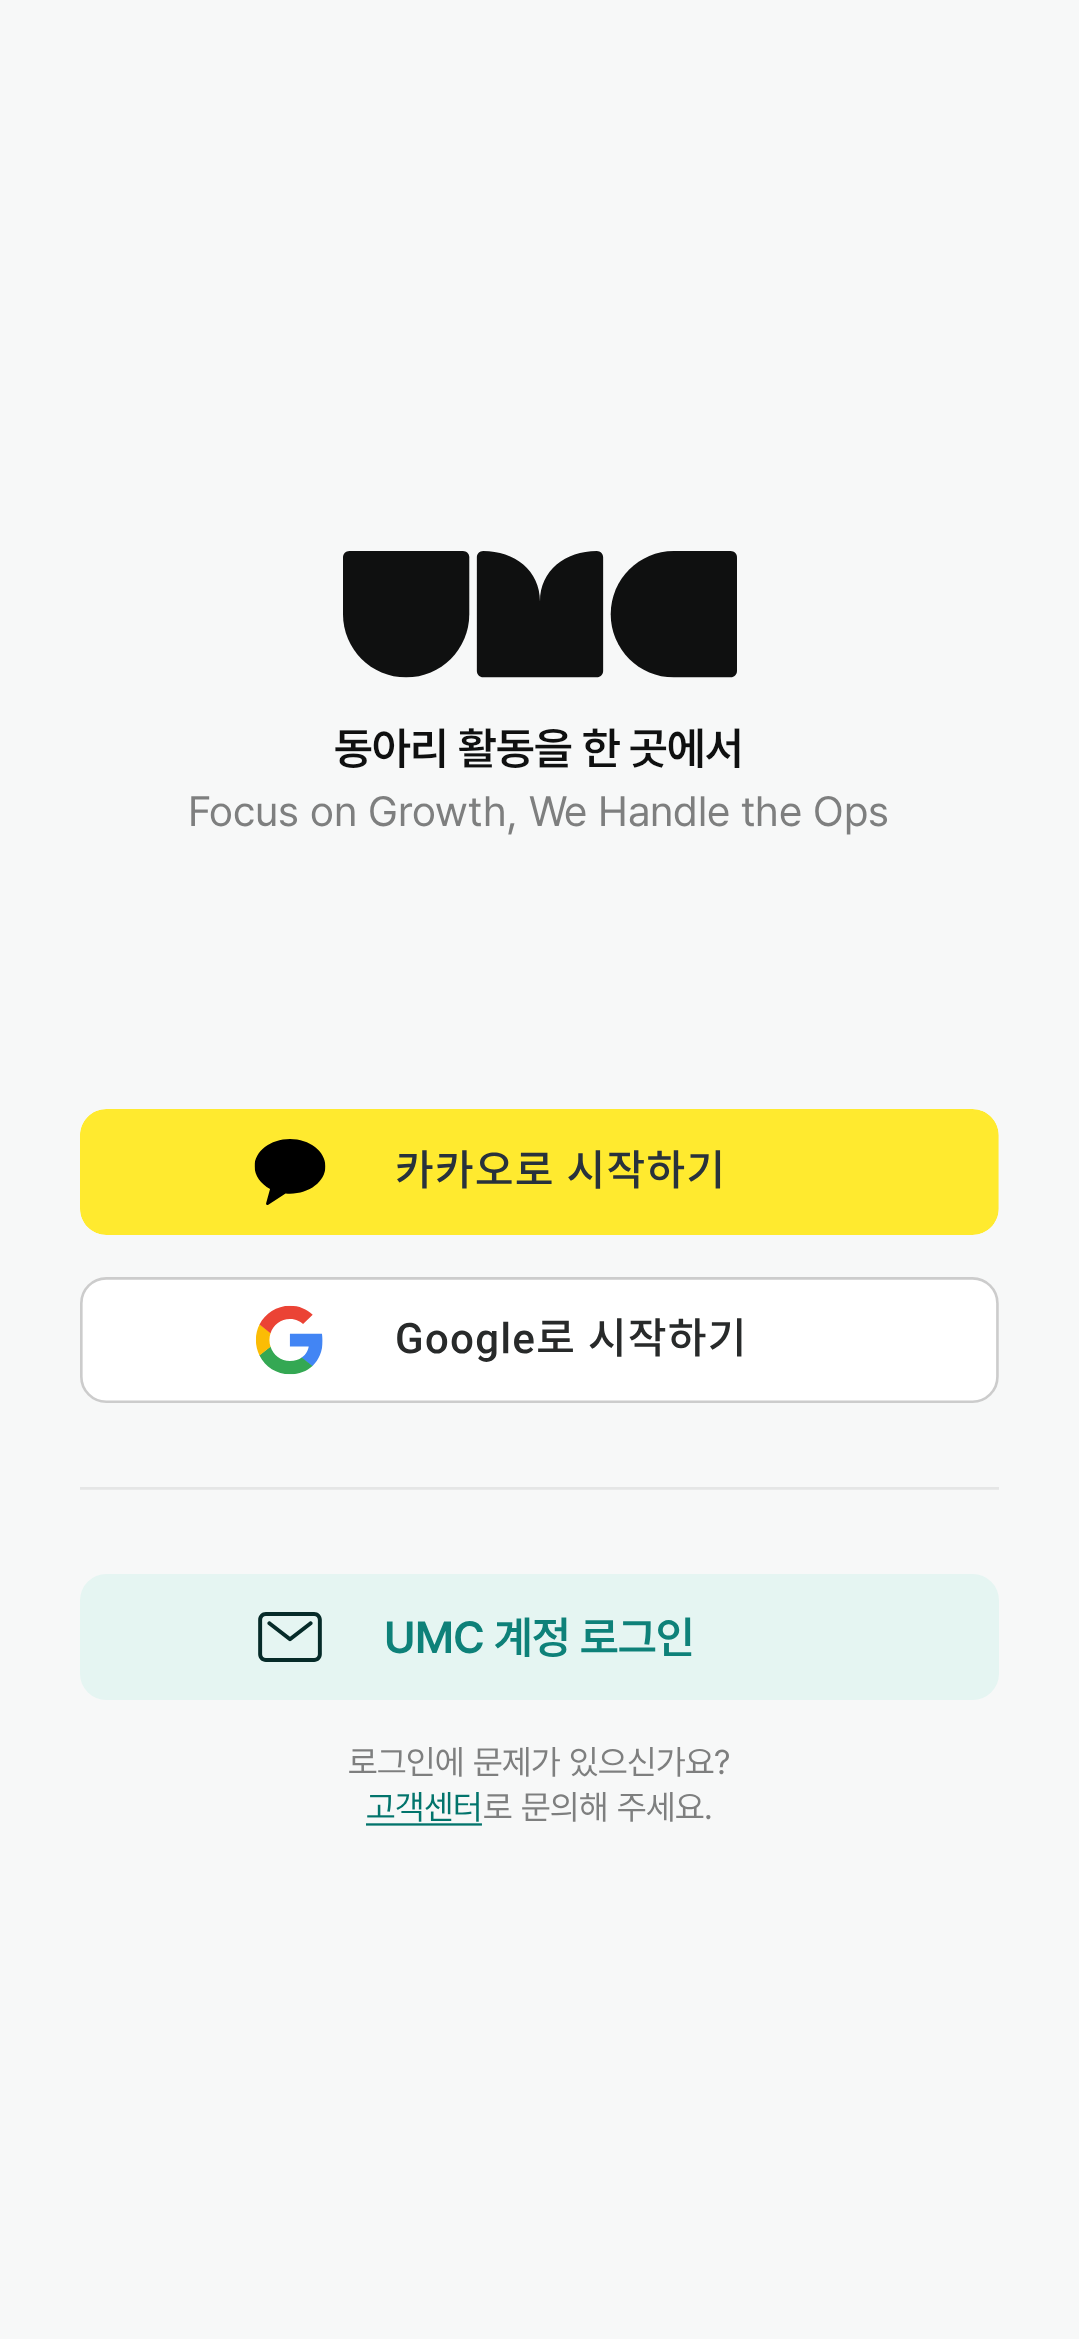 UMC
동아리 활동을 한 곳에서
Focus on Growth, We Handle the Ops
카카오로 시작하기
Google로 시작하기
UMC 계정 로그인
로그인에 문제가 있으신가요?
고객센터로 문의해 주세요.